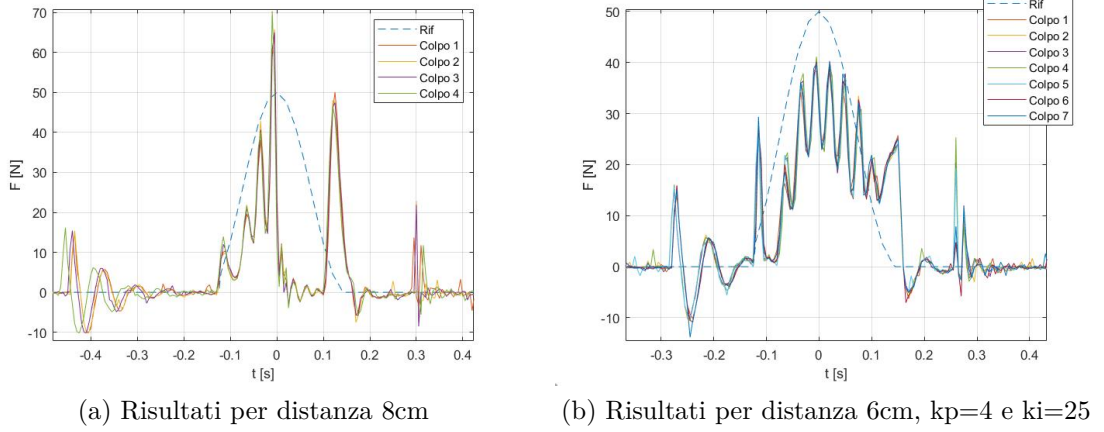 70
60
50
40
30
20
10
0
-10
F [N]
-0.4
-0.3
-0.2
-0.1
0
0.1
0.2
0.3
0.4
t [s]
Rif
Colpo 1
Colpo 2
Colpo 3
Colpo 4
(a) Risultati per distanza 8cm
50
40
30
20
10
0
-10
F [N]
-0.3
-0.2
-0.1
0
0.1
0.2
0.3
0.4
t [s]
Rif
Colpo 1
Colpo 2
Colpo 3
Colpo 4
Colpo 5
Colpo 6
Colpo 7
(b) Risultati per distanza 6cm, kp=4 e ki=25